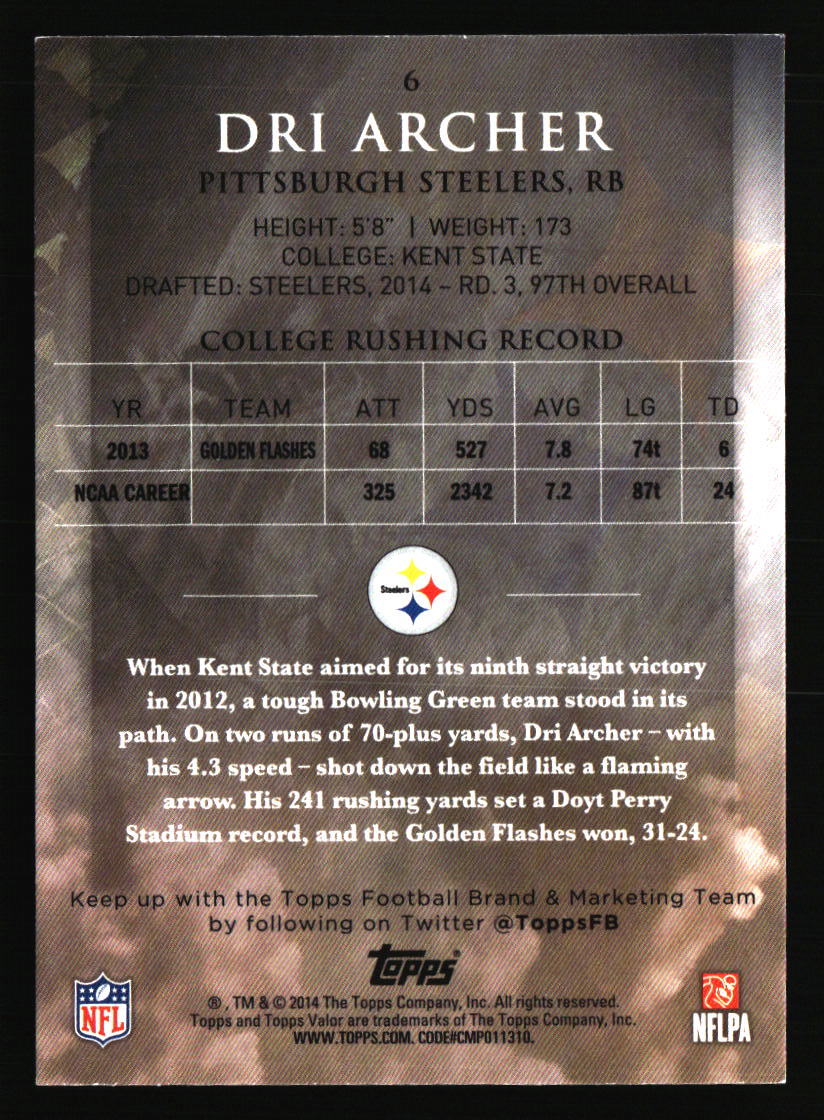 6
DRI ARCHER
PITTSBURGH STEELERS, RB
HEIGHT: 5'8" | WEIGHT: 173
COLLEGE: KENT STATE
DRAFTED: STEELERS, 2014 – RD. 3, 97TH OVERALL
COLLEGE RUSHING RECORD
YR TEAM ATT YDS AVG LG TD
2013 GOLDEN FLASHES 68 527 7.8 74t 6
NCAA CAREER 325 2342 7.2 87t 24
Steelers
When Kent State aimed for its ninth straight victory
in 2012, a tough Bowling Green team stood in its
path. On two runs of 70-plus yards, Dri Archer – with
his 4.3 speed – shot down the field like a flaming
arrow. His 241 rushing yards set a Doyt Perry
Stadium record, and the Golden Flashes won, 31-24.
Keep up with the Topps Football Brand & Marketing Team
by following on Twitter @ToppsFB
Topps®
NFL
®, TM & © 2014 The Topps Company, Inc. All rights reserved.
Topps and Topps Valor are trademarks of The Topps Company, Inc.
WWW.TOPPS.COM. CODE#CMP011310.
NFLPA